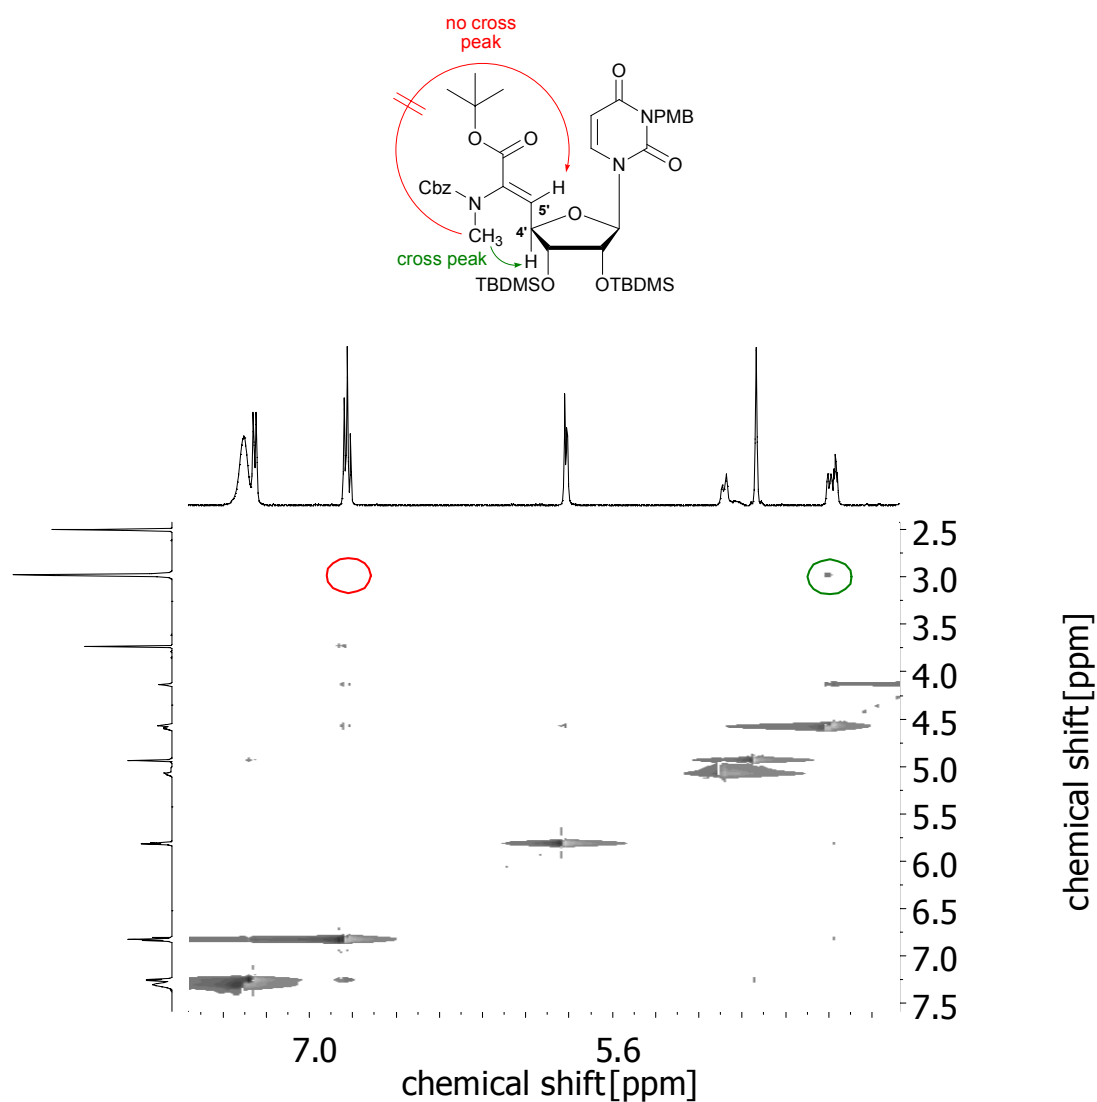 no cross
peak
O
NPMB
O
O
N
O
Cbz
N
H
5'
O
4'
CH3
H
cross peak
TBDMSO
OTBDMS
2.5
3.0
3.5
4.0
4.5
5.0
5.5
6.0
6.5
7.0
7.5
chemical shift[ppm]
7.0
5.6
chemical shift[ppm]